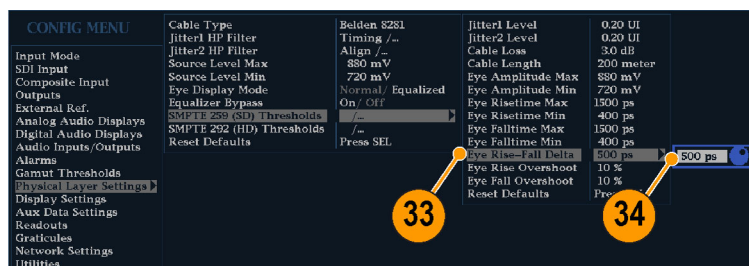 CONFIG MENU
Input Mode
SDI Input
Composite Input
Outputs
External Ref.
Analog Audio Displays
Digital Audio Displays
Audio Inputs/Outputs
Alarms
Gamut Thresholds
Physical Layer Settings
Display Settings
Aux Data Settings
Readouts
Graticules
Network Settings
Utilities
Cable Type Belden 8281
Jitter1 HP Filter Timing /...
Jitter2 HP Filter Align /...
Source Level Max 880 mV
Source Level Min 720 mV
Eye Display Mode Normal/ Equalized
Equalizer Bypass On/ Off
SMPTE 259 (SD) Thresholds /...
SMPTE 292 (HD) Thresholds /...
Reset Defaults Press SEL
Jitter1 Level 0.20 UI
Jitter2 Level 0.20 UI
Cable Loss 3.0 dB
Cable Length 200 meter
Eye Amplitude Max 880 mV
Eye Amplitude Min 720 mV
Eye Risetime Max 1500 ps
Eye Risetime Min 400 ps
Eye Falltime Max 1500 ps
Eye Falltime Min 400 ps
Eye Rise-Fall Delta 500 ps
Eye Rise Overshoot 10 %
Eye Fall Overshoot 10 %
Reset Defaults
500 ps
33
34